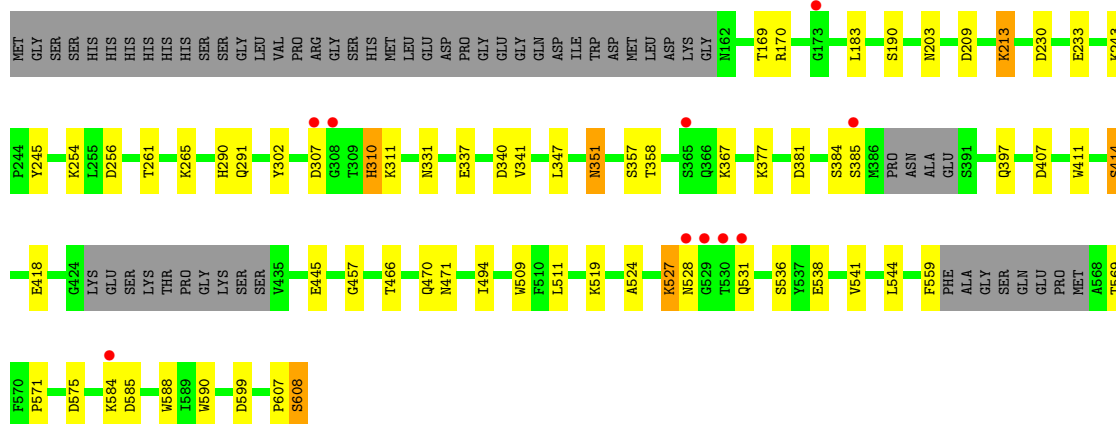 MET GLY SER SER HIS HIS HIS HIS HIS HIS SER SER GLY LEU VAL PRO ARG GLY SER HIS MET LEU GLU ASP PRO GLY GLU GLY GLN ASP ILE TRP ASP MET LEU ASP LYS GLY N162 T169 R170 G173 L183 S190 N203 D209 K213 D230 E233 K243
P244 Y245 K254 L255 D256 T261 K265 H290 Q291 Y302 D307 G308 T309 H310 K311 N331 E337 D340 V341 L347 N351 S357 T358 S365 Q366 K367 K377 D381 S384 S385 M386 PRO ASN ALA GLU S391 Q397 D407 W411 S414
E418 G424 LYS GLU SER LYS THR PRO GLY LYS SER SER V435 E445 G457 T466 Q470 N471 I494 W509 F510 L511 K519 A524 K527 N528 G529 T530 Q531 S536 Y537 E538 V541 L544 F559 PHE ALA GLY SER GLN GLU PRO MET A568 T569
F570 P571 D575 K584 D585 W588 I589 W590 D599 P607 S608